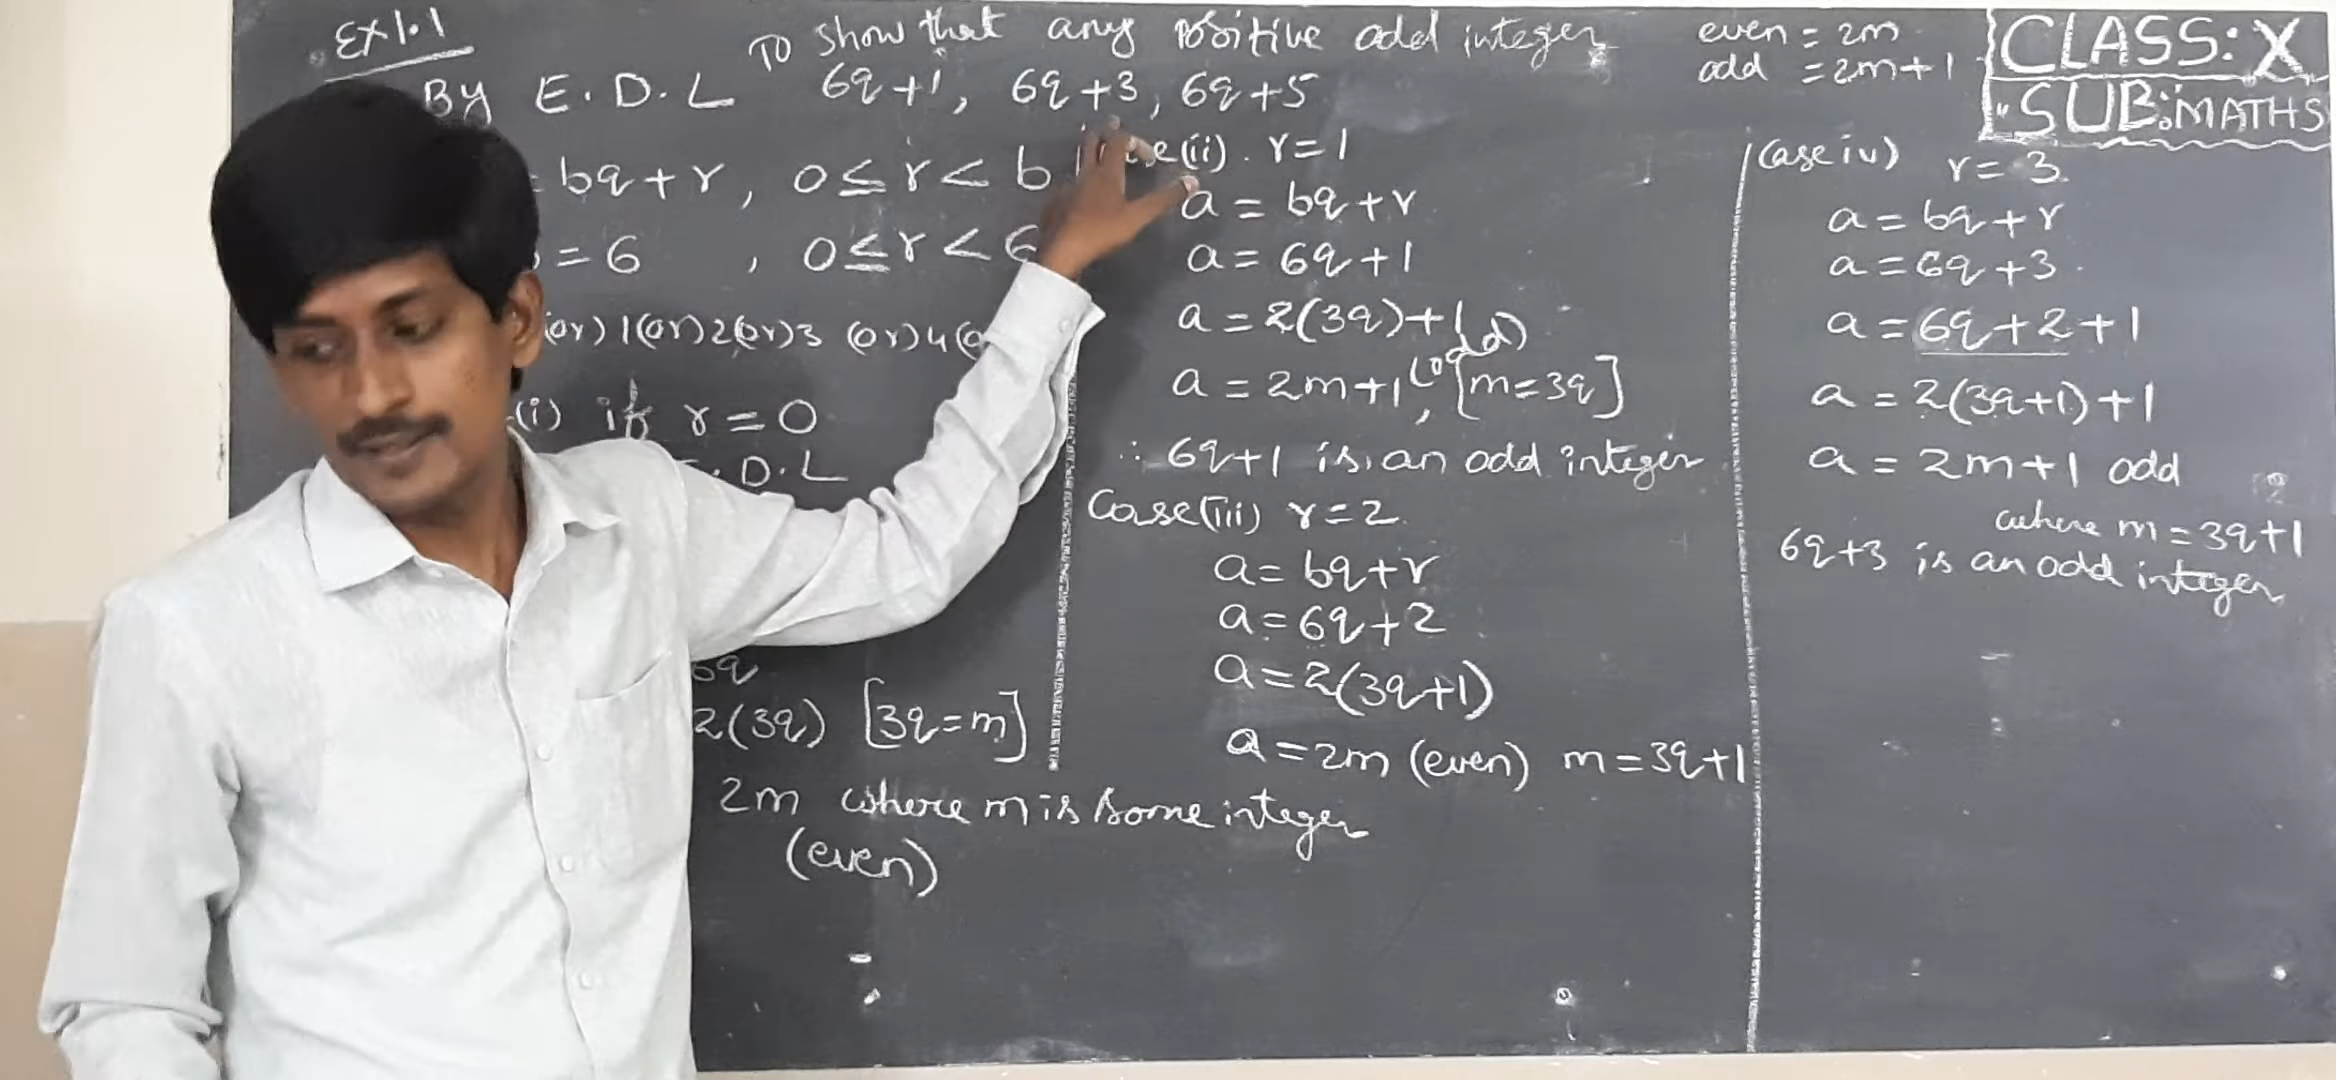 Ex 1.1
To show that any positive odd integer
6q+1, 6q+3, 6q+5
By E.D.L
= bq+r, 0≤r<b
=6, 0≤r<6
(or) 1(or) 2(or) 3 (or) 4(o
(i) if r=0
E.D.L
6q
2(3q) [3q=m]
2m where m is some integer
(even)
case(ii). r=1
a = bq+r
a = 6q+1
a = 2(3q)+1
a = 2m+1, (odd) [m=3q]
∴ 6q+1 is an odd integer
Case(iii) r=2
a = bq+r
a = 6q+2
a = 2(3q+1)
a = 2m (even) m=3q+1
even = 2m
odd = 2m+1
CLASS: X
SUB: MATHS
Case iv) r=3
a = bq+r
a = 6q+3
a = 6q+2+1
a = 2(3q+1)+1
a = 2m+1 odd
where m=3q+1
6q+3 is an odd integer